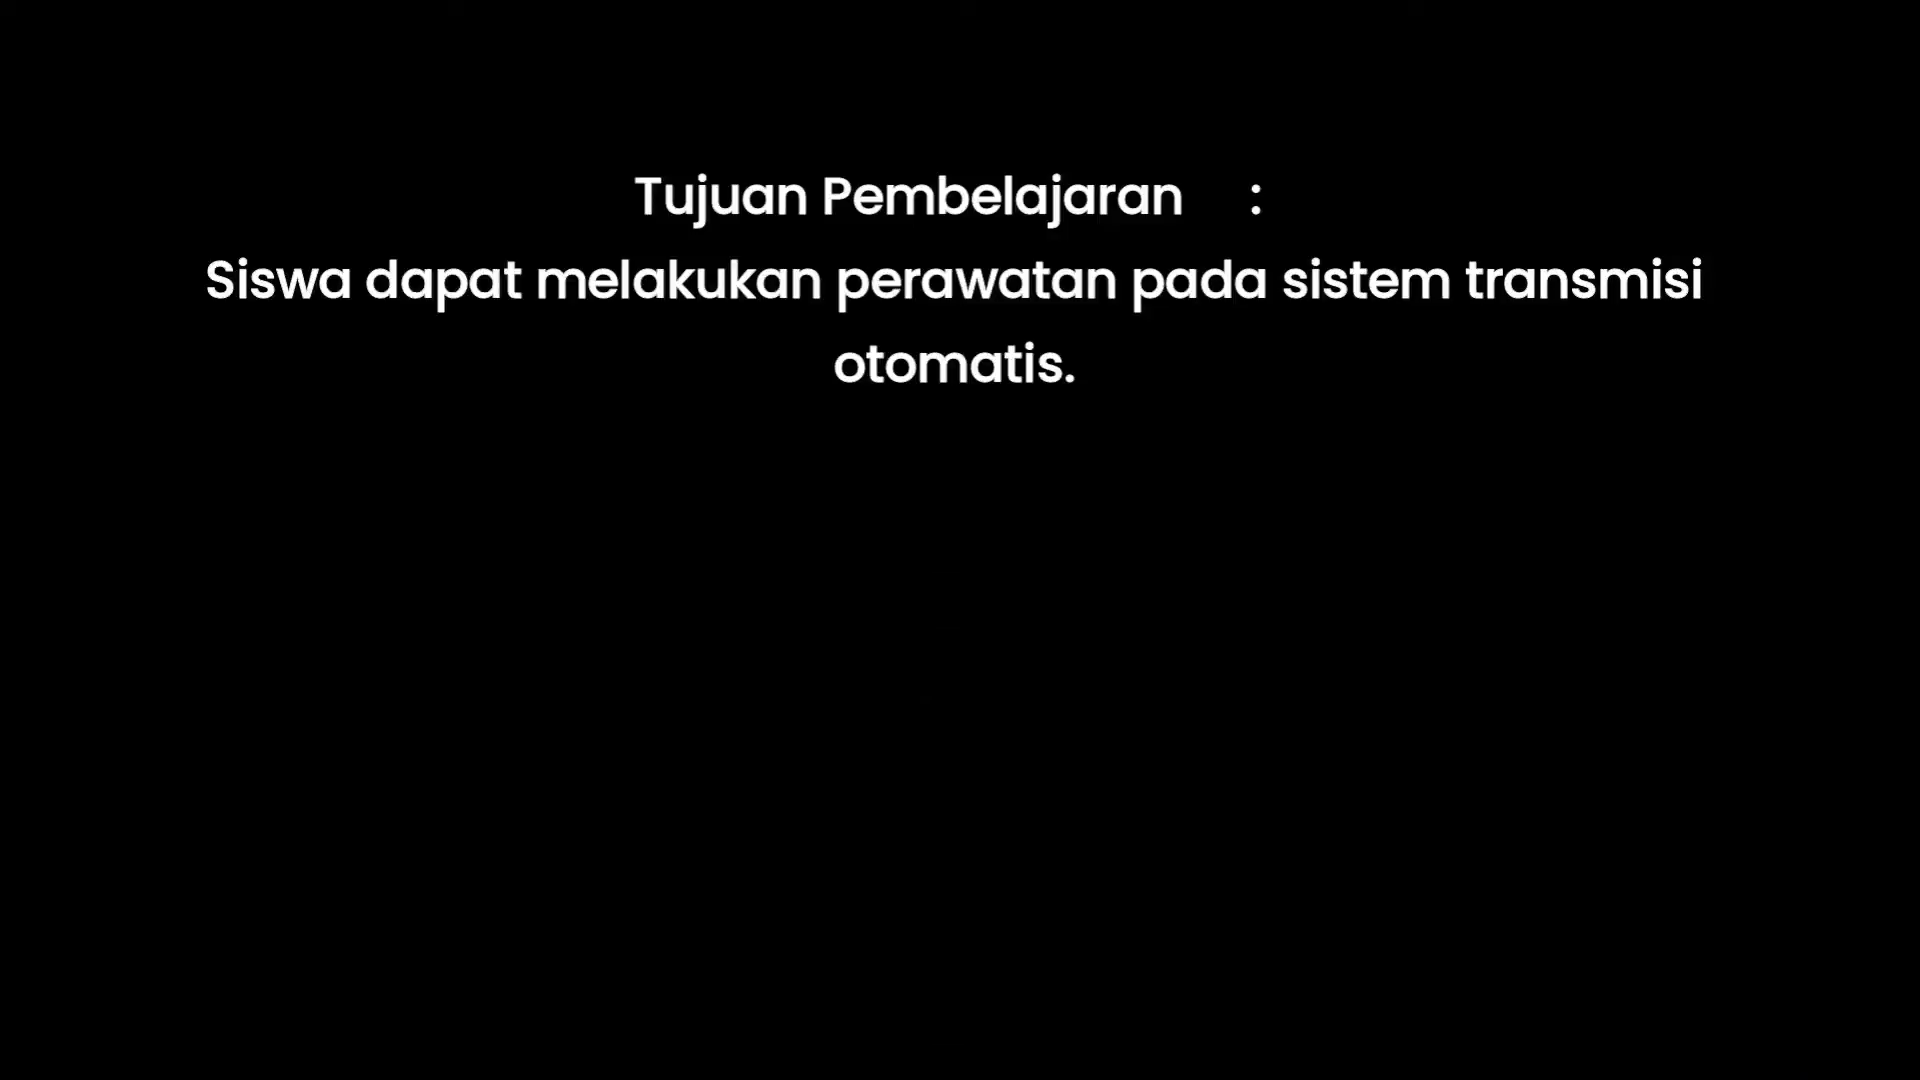 Tujuan Pembelajaran :
Siswa dapat melakukan perawatan pada sistem transmisi
otomatis.